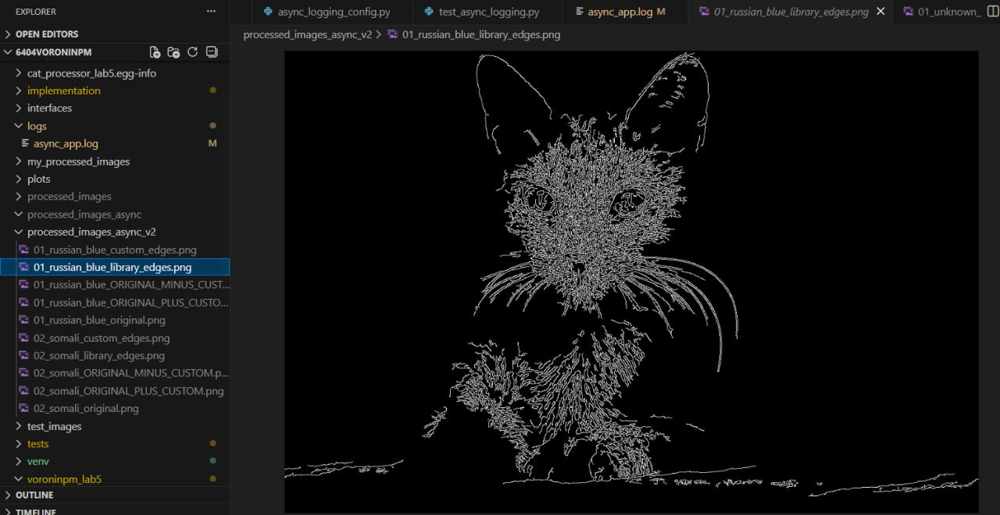 EXPLORER
...
async_logging_config.py
test_async_logging.py
async_app.log M
01_russian_blue_library_edges.png
01_unknown_
OPEN EDITORS
processed_images_async_v2 > 01_russian_blue_library_edges.png
6404VORONINPM
cat_processor_lab5.egg-info
implementation
interfaces
logs
async_app.log M
my_processed_images
plots
processed_images
processed_images_async
processed_images_async_v2
01_russian_blue_custom_edges.png
01_russian_blue_library_edges.png
01_russian_blue_ORIGINAL_MINUS_CUST...
01_russian_blue_ORIGINAL_PLUS_CUSTO...
01_russian_blue_original.png
02_somali_custom_edges.png
02_somali_library_edges.png
02_somali_ORIGINAL_MINUS_CUSTOM.p...
02_somali_ORIGINAL_PLUS_CUSTOM.png
02_somali_original.png
test_images
tests
venv
voroninpm_lab5
OUTLINE
TIMELINE